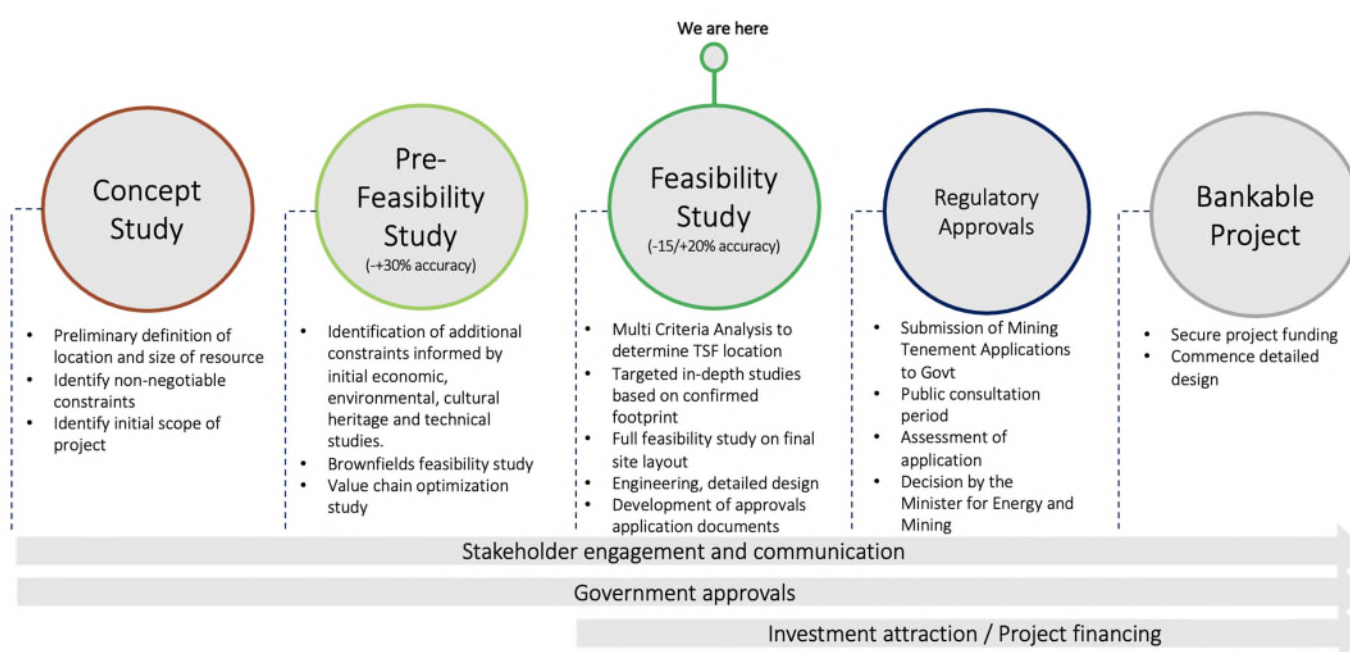 We are here
Concept
Study
Pre-
Feasibility
Study
(-+30% accuracy)
Feasibility
Study
(-15/+20% accuracy)
Regulatory
Approvals
Bankable
Project
• Preliminary definition of
location and size of resource
• Identify non-negotiable
constraints
• Identify initial scope of
project
• Identification of additional
constraints informed by
initial economic,
environmental, cultural
heritage and technical
studies.
• Brownfields feasibility study
• Value chain optimization
study
• Multi Criteria Analysis to
determine TSF location
• Targeted in-depth studies
based on confirmed
footprint
• Full feasibility study on final
site layout
• Engineering, detailed design
• Development of approvals
application documents
• Submission of Mining
Tenement Applications
to Govt
• Public consultation
period
• Assessment of
application
• Decision by the
Minister for Energy and
Mining
• Secure project funding
• Commence detailed
design
Stakeholder engagement and communication
Government approvals
Investment attraction / Project financing